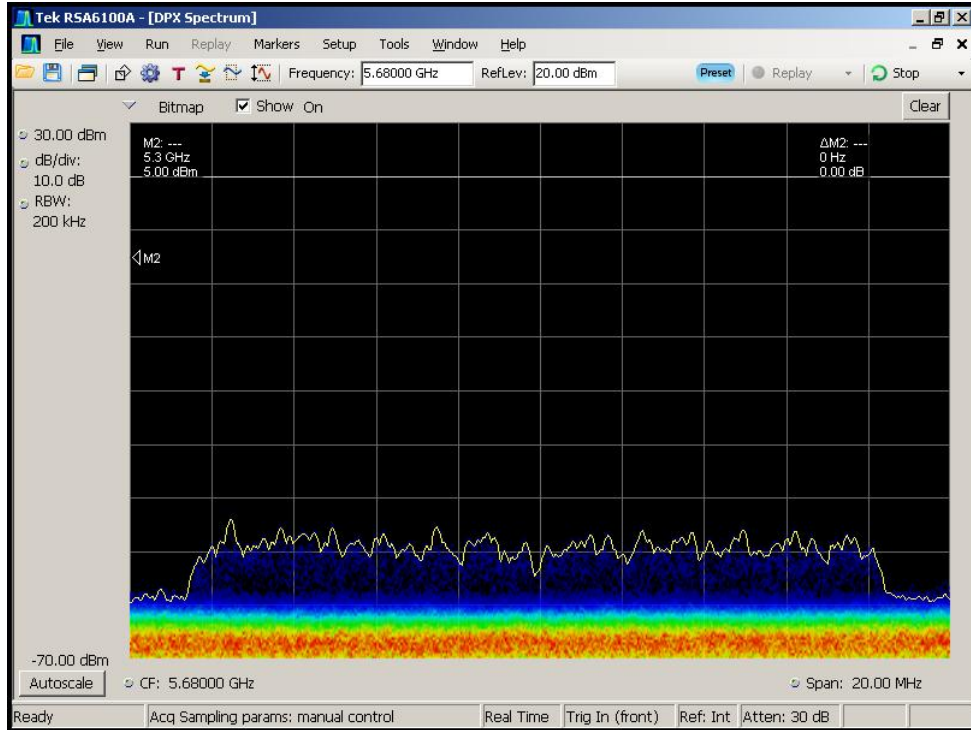 Tek RSA6100A - [DPX Spectrum]
File View Run Replay Markers Setup Tools Window Help
T Frequency: 5.68000 GHz RefLev: 20.00 dBm Preset Replay Stop
Bitmap Show On Clear
30.00 dBm
dB/div:
10.0 dB
RBW:
200 kHz
M2: ---
5.3 GHz
5.00 dBm
ΔM2: ---
0 Hz
0.00 dB
M2
-70.00 dBm
Autoscale CF: 5.68000 GHz Span: 20.00 MHz
Ready Acq Sampling params: manual control Real Time Trig In (front) Ref: Int Atten: 30 dB